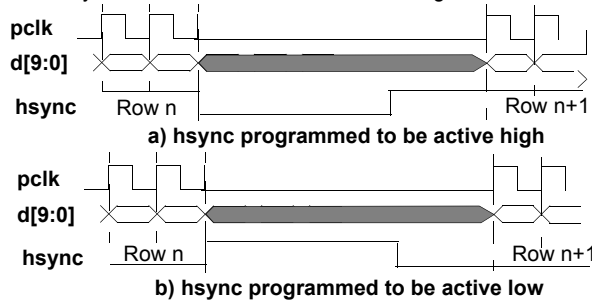 pclk
d[9:0]
hsync Row n Row n+1
a) hsync programmed to be active high
pclk
d[9:0]
hsync Row n Row n+1
b) hsync programmed to be active low